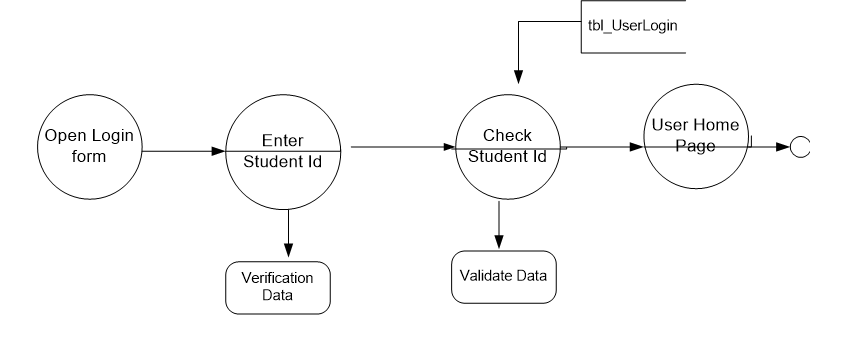 tbl_UserLogin
Open Login
form
Enter
Student Id
Check
Student Id
User Home
Page
Verification
Data
Validate Data